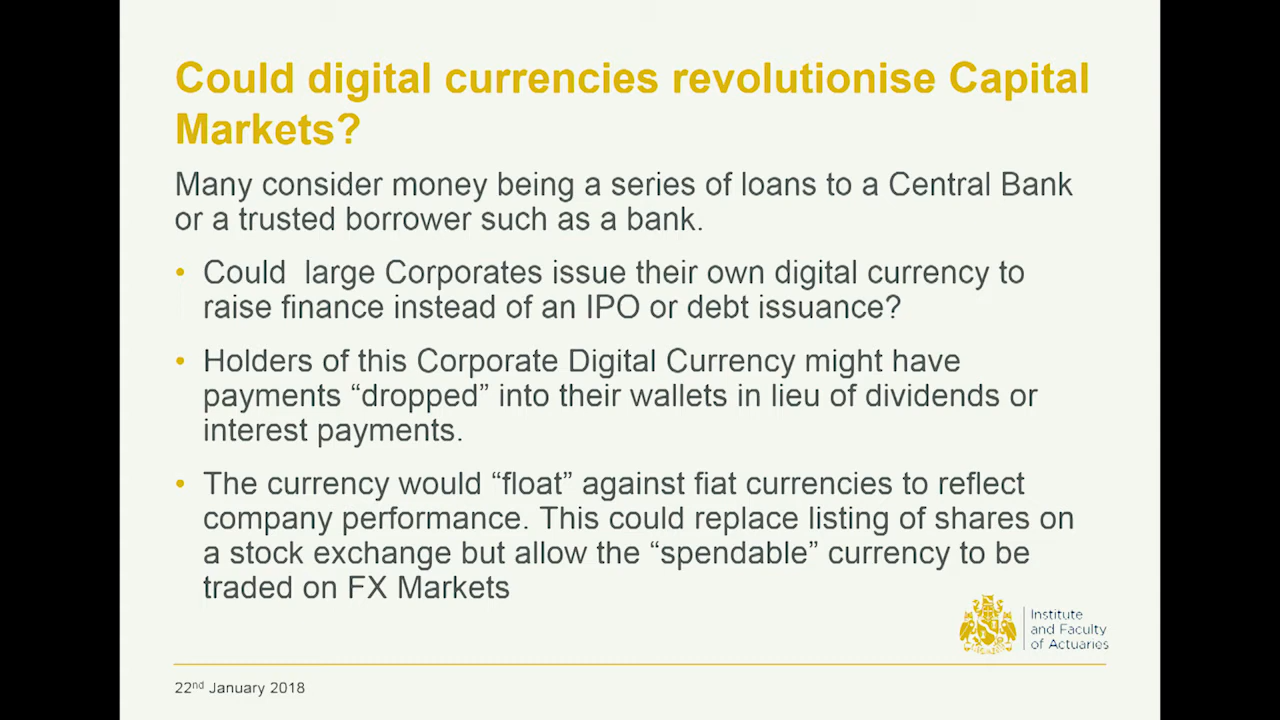 Could digital currencies revolutionise Capital
Markets?
Many consider money being a series of loans to a Central Bank
or a trusted borrower such as a bank.
• Could  large Corporates issue their own digital currency to
raise finance instead of an IPO or debt issuance?
• Holders of this Corporate Digital Currency might have
payments “dropped” into their wallets in lieu of dividends or
interest payments.
• The currency would “float” against fiat currencies to reflect
company performance. This could replace listing of shares on
a stock exchange but allow the “spendable” currency to be
traded on FX Markets
Institute
and Faculty
of Actuaries
22nd January 2018